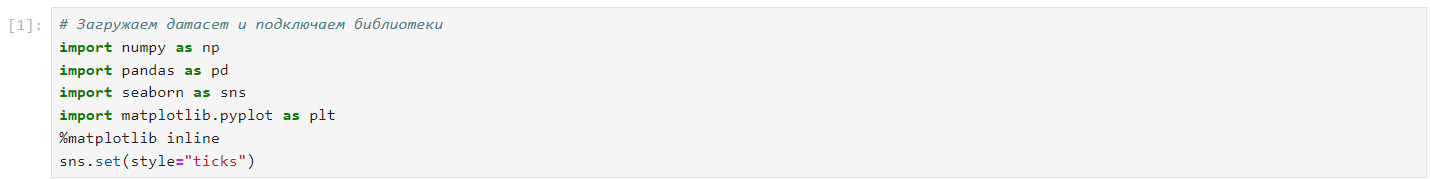 [1]:
# Загружаем датасет и подключаем библиотеки
import numpy as np
import pandas as pd
import seaborn as sns
import matplotlib.pyplot as plt
%matplotlib inline
sns.set(style="ticks")